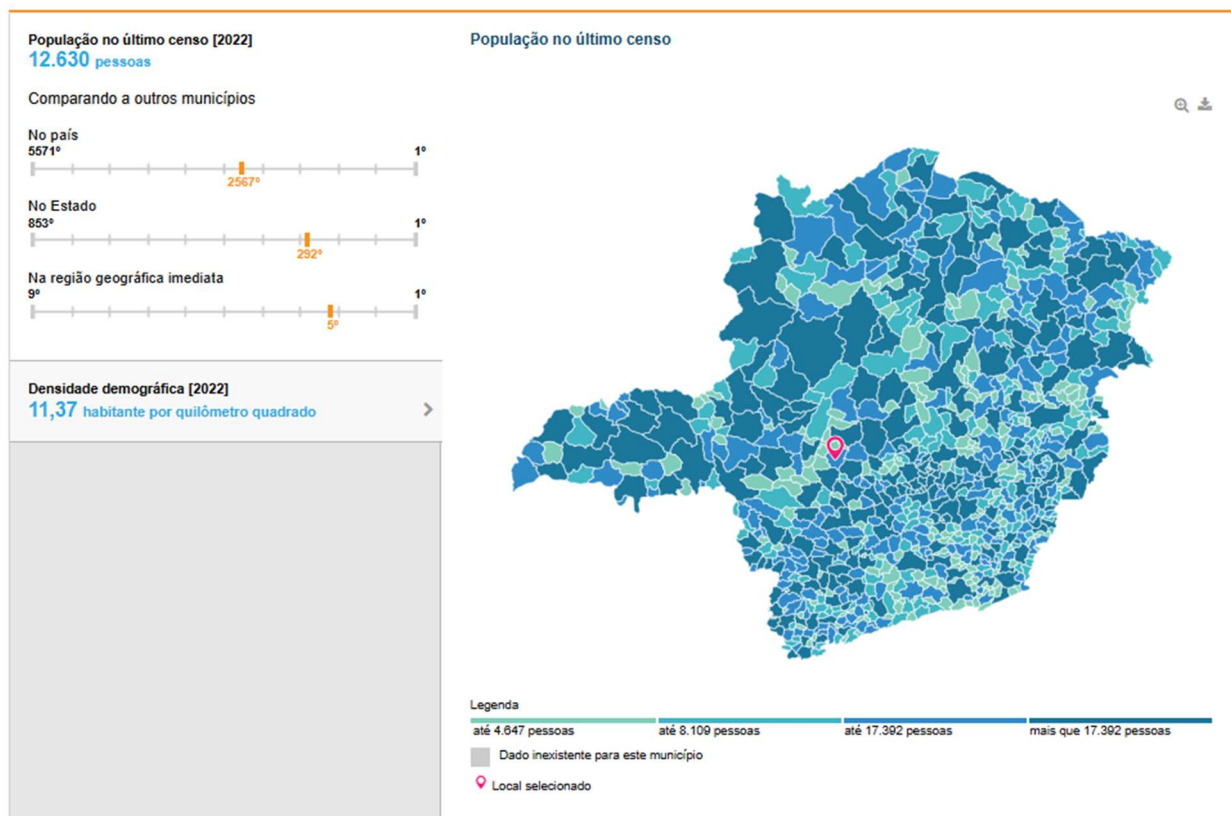 População no último censo [2022]
12.630 pessoas
Comparando a outros municípios
No país
5571º 1º
2567º
No Estado
853º 1º
292º
Na região geográfica imediata
9º 1º
5º
Densidade demográfica [2022]
11,37 habitante por quilômetro quadrado
População no último censo
Legenda
até 4.647 pessoas até 8.109 pessoas até 17.392 pessoas mais que 17.392 pessoas
Dado inexistente para este município
Local selecionado